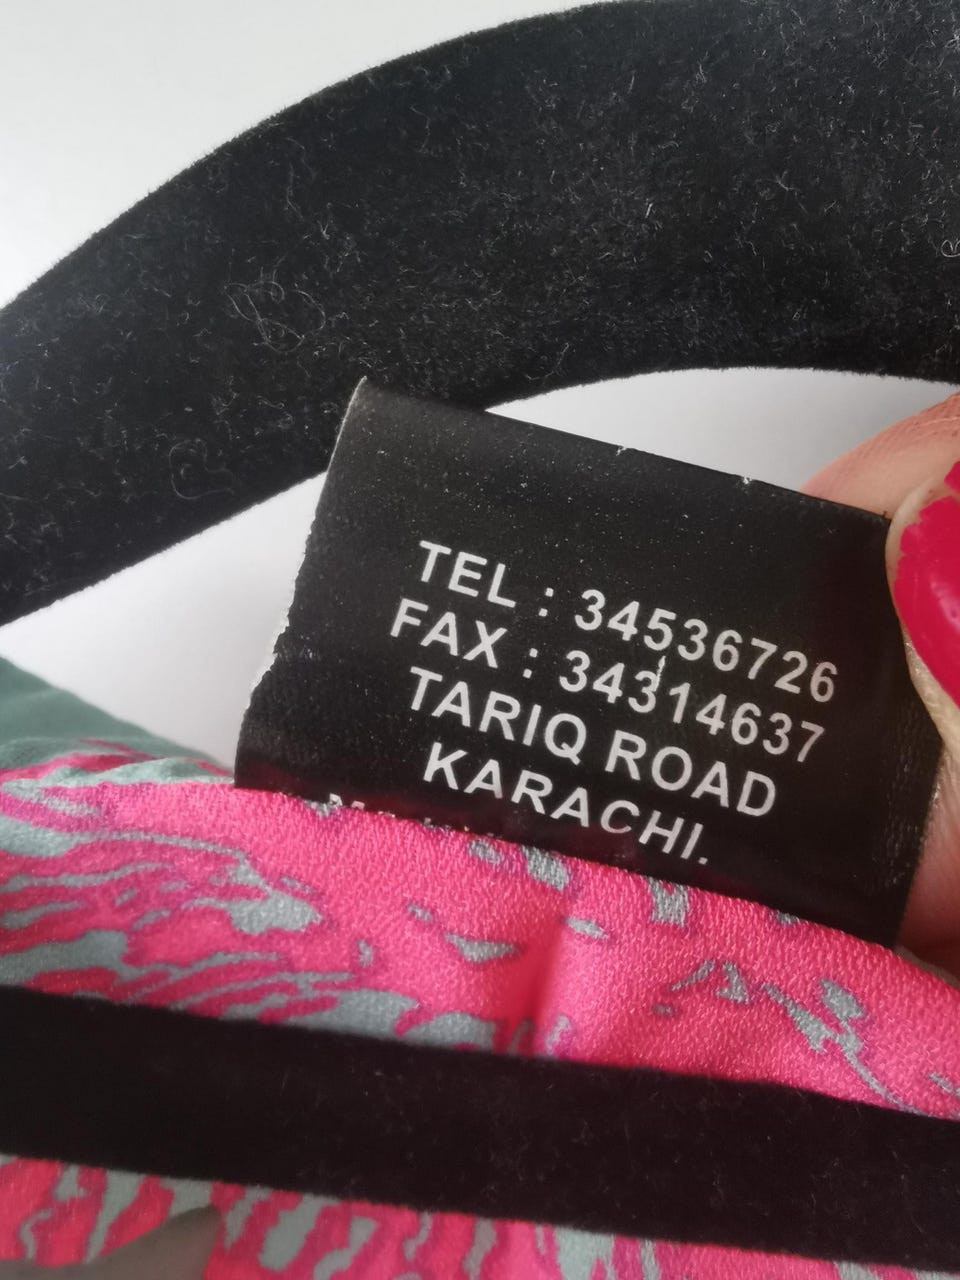 TEL : 34536726
FAX : 34314637
TARIQ ROAD
KARACHI.